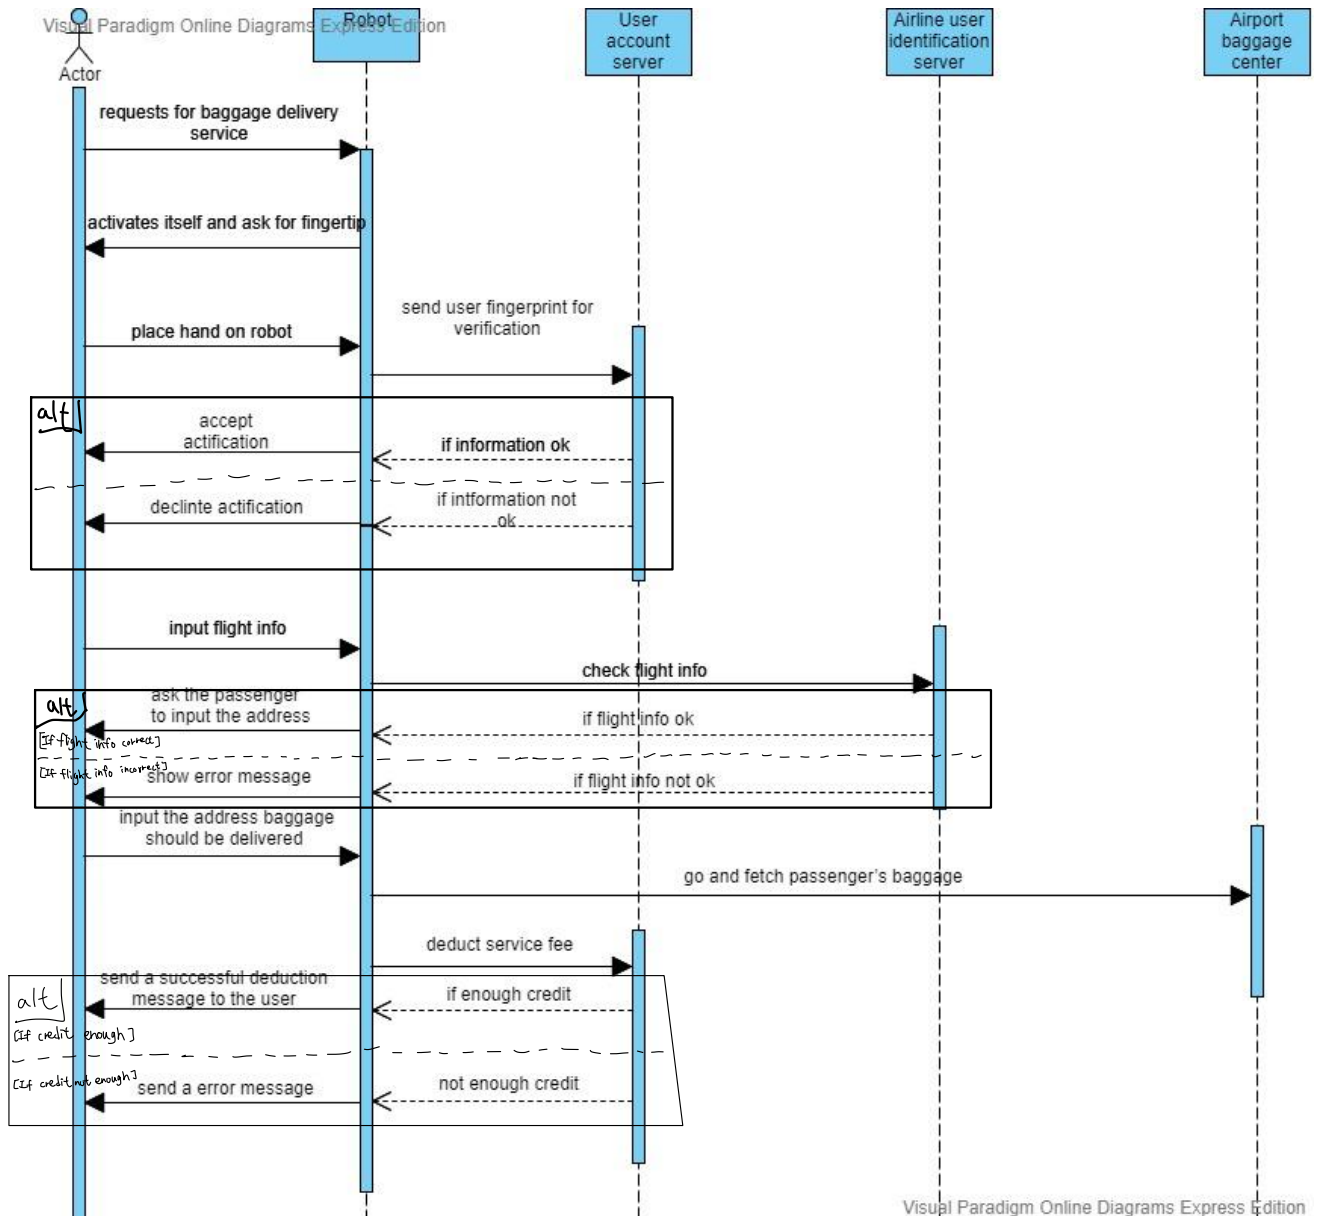 Visual Paradigm Online Diagrams Express Edition
Actor
Robot
User
account
server
Airline user
identification
server
Airport
baggage
center
requests for baggage delivery
service
activates itself and ask for fingertip
place hand on robot
send user fingerprint for
verification
alt
accept
actification
if information ok
declinte actification
if intformation not
ok
input flight info
check flight info
alt
ask the passenger
to input the address
if flight info ok
[If flight info correct]
[If flight info incorrect]
show error message
if flight info not ok
input the address baggage
should be delivered
go and fetch passenger's baggage
deduct service fee
alt
send a successful deduction
message to the user
if enough credit
[If credit enough]
[If credit not enough]
send a error message
not enough credit
Visual Paradigm Online Diagrams Express Edition